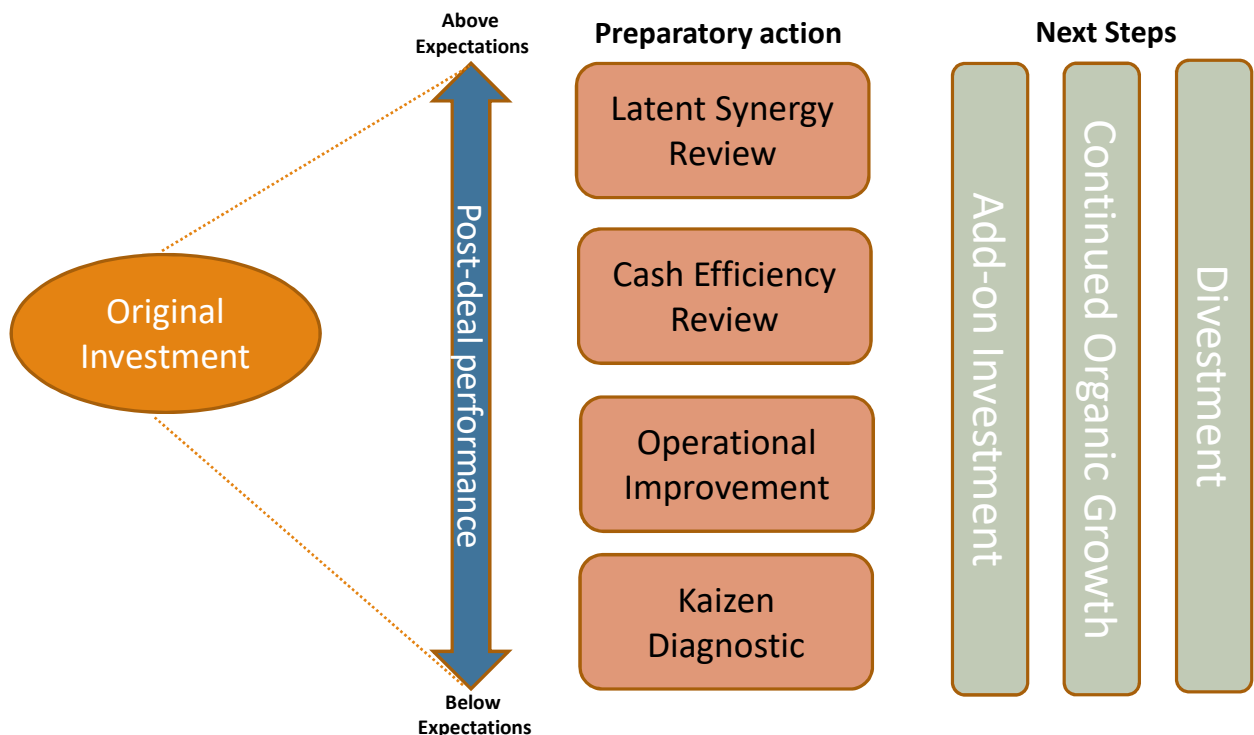 Above
Expectations
Preparatory action
Next Steps
Original
Investment
Post-deal performance
Latent Synergy
Review
Cash Efficiency
Review
Operational
Improvement
Kaizen
Diagnostic
Add-on Investment
Continued Organic Growth
Divestment
Below
Expectations